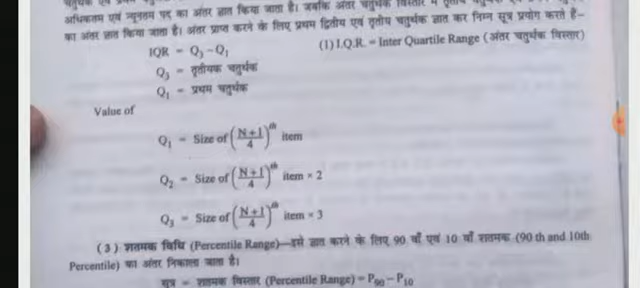 अधिकतम एवं न्यूनतम पद का अंतर ज्ञात किया जाता है। जबकि अंतर चतुर्थक विस्तार में
का अंतर ज्ञात किया जाता है। अंतर प्राप्त करने के लिए प्रथम द्वितीय एवं तृतीय चतुर्थक ज्ञात कर निम्न सूत्र प्रयोग करते हैं–
IQR = Q3 – Q1 (1) I.Q.R. = Inter Quartile Range (अंतर चतुर्थक विस्तार)
Q3 = तृतीयक चतुर्थक
Q1 = प्रथम चतुर्थक
Value of
Q1 = Size of (N+1/4)th item
Q2 = Size of (N+1/4)th item × 2
Q3 = Size of (N+1/4)th item × 3
(3) शतमक विधि (Percentile Range)—इसे ज्ञात करने के लिए 90 वाँ एवं 10 वाँ शतमक (90 th and 10th
Percentile) का अंतर निकाला जाता है।
सूत्र = शतमक विस्तार (Percentile Range) = P90 – P10